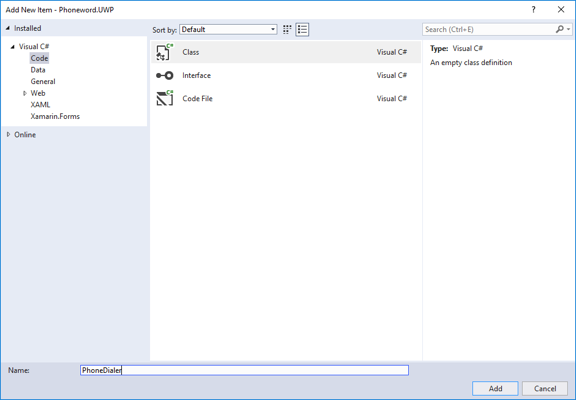 Add New Item - Phoneword.UWP
Installed
Sort by: Default
Search (Ctrl+E)
Visual C#
Code
Data
General
Web
XAML
Xamarin.Forms
Online
C# Class Visual C#
Interface Visual C#
C# Code File Visual C#
Type: Visual C#
An empty class definition
Name: PhoneDialer
Add Cancel